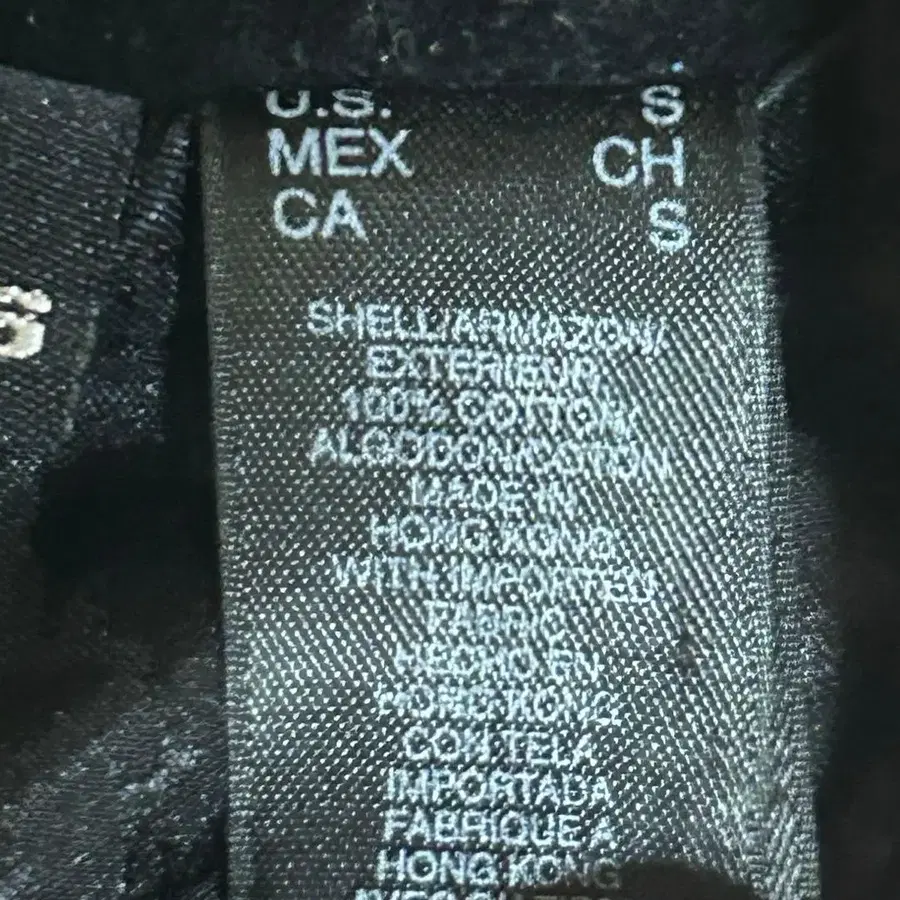 U.S. S
MEX CH
CA S
SHELL/ARMAZON/
EXTERIEUR
100% COTTON/
ALGODON/COTON
MADE IN
HONG KONG
WITH IMPORTED
FABRIC
HECHO EN
HONG KONG
CON TELA
IMPORTADA
FABRIQUE A
HONG KONG